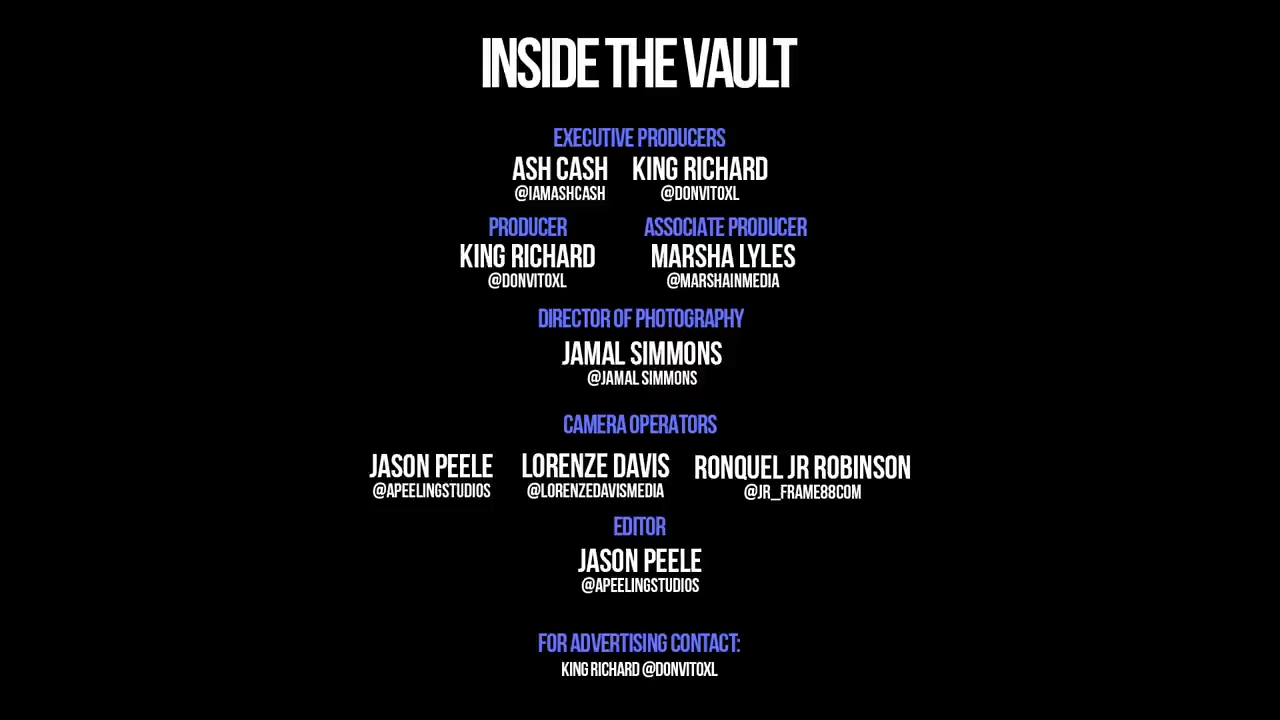 INSIDE THE VAULT
EXECUTIVE PRODUCERS
ASH CASH KING RICHARD
@IAMASHCASH @DONVITOXL
PRODUCER ASSOCIATE PRODUCER
KING RICHARD MARSHA LYLES
@DONVITOXL @MARSHAINMEDIA
DIRECTOR OF PHOTOGRAPHY
JAMAL SIMMONS
@JAMAL SIMMONS
CAMERA OPERATORS
JASON PEELE LORENZE DAVIS RONQUEL JR ROBINSON
@APEELINGSTUDIOS @LORENZEDAVISMEDIA @JR_FRAME88COM
EDITOR
JASON PEELE
@APEELINGSTUDIOS
FOR ADVERTISING CONTACT:
KING RICHARD @DONVITOXL